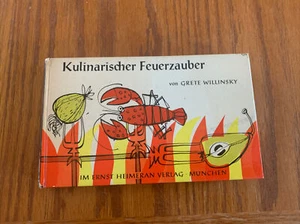 Kulinarischer Feuerzauber
von GRETE WILLINSKY
IM ERNST HEIMERAN VERLAG · MÜNCHEN